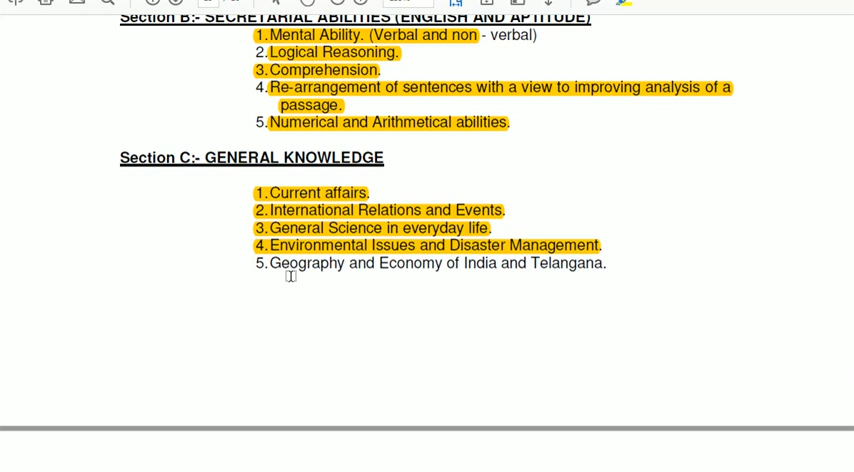 Section B:- SECRETARIAL ABILITIES (ENGLISH AND APTITUDE)
1. Mental Ability. (Verbal and non - verbal)
2. Logical Reasoning.
3. Comprehension.
4. Re-arrangement of sentences with a view to improving analysis of a
passage.
5. Numerical and Arithmetical abilities.
Section C:- GENERAL KNOWLEDGE
1. Current affairs.
2. International Relations and Events.
3. General Science in everyday life.
4. Environmental Issues and Disaster Management.
5. Geography and Economy of India and Telangana.